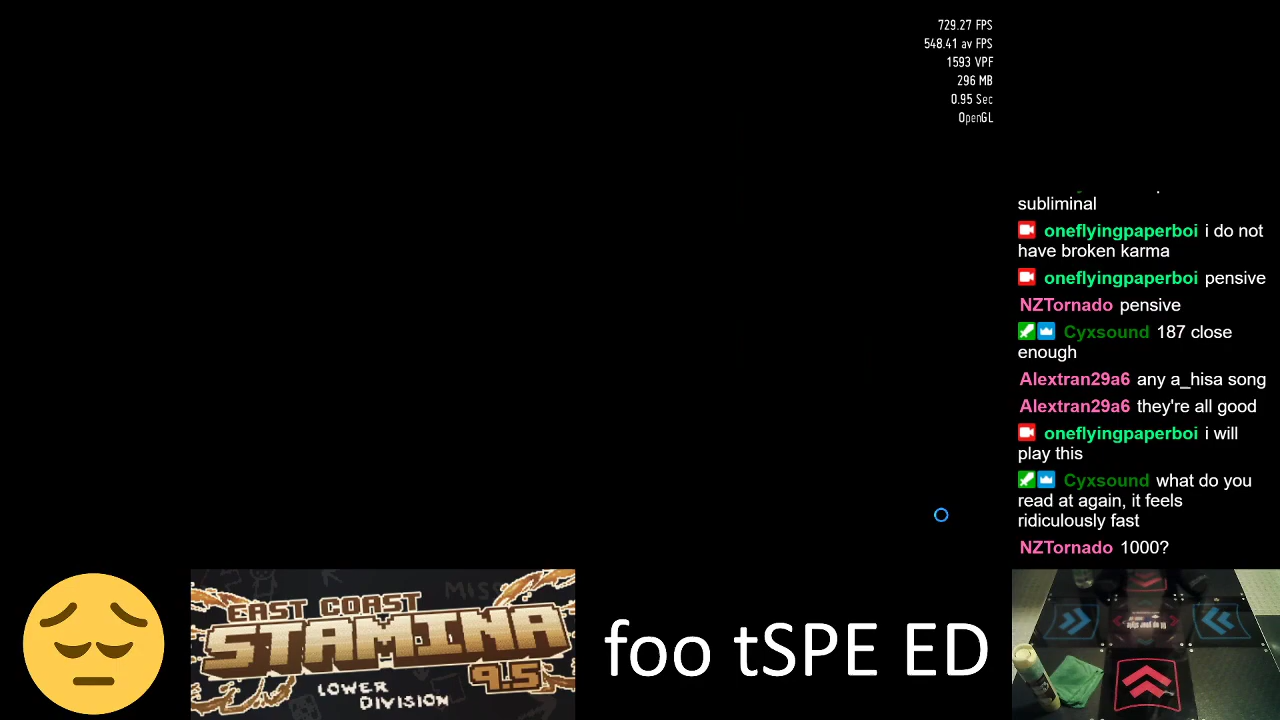 729.27 FPS
548.41 av FPS
1593 VPF
296 MB
0.95 Sec
OpenGL
subliminal
oneflyingpaperboi i do not
have broken karma
oneflyingpaperboi pensive
NZTornado pensive
Cyxsound 187 close
enough
Alextran29a6 any a_hisa song
Alextran29a6 they're all good
oneflyingpaperboi i will
play this
Cyxsound what do you
read at again, it feels
ridiculously fast
NZTornado 1000?
MISS
EAST COAST
STAMINA
9.5
LOWER
DIVISION
foo tSPE ED